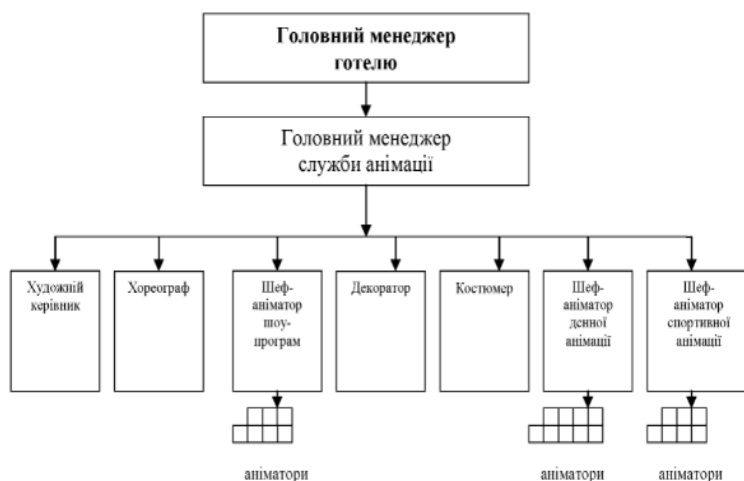 Головний менеджер
готелю
Головний менеджер
служби анімації
Художній
керівник
Хореограф
Шеф-
аніматор
шоу-
програм
Декоратор
Костюмер
Шеф-
аніматор
денної
анімації
Шеф-
аніматор
спортивної
анімації
аніматори
аніматори
аніматори